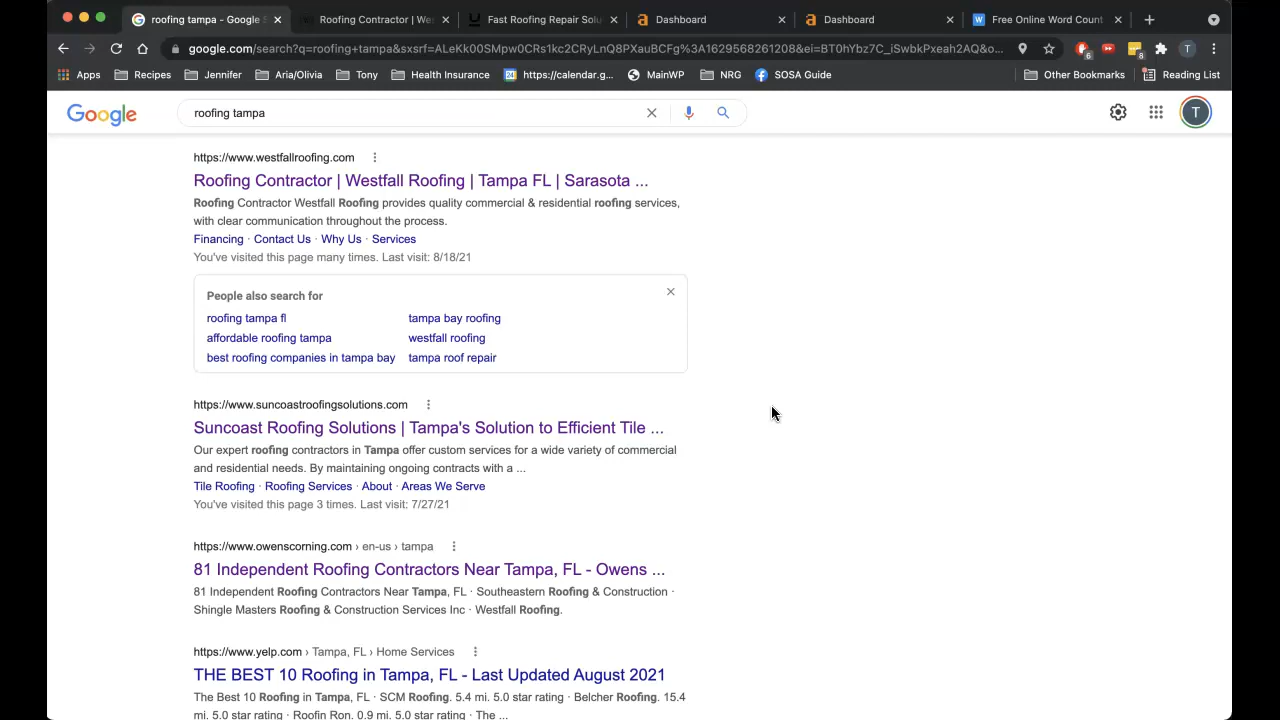 roofing tampa - Google S
Roofing Contractor | Wes
Fast Roofing Repair Solu
Dashboard
Dashboard
Free Online Word Count
google.com/search?q=roofing+tampa&sxsrf=ALeKk00SMpw0CRs1kc2CRyLnQ8PXauBCFg%3A1629568261208&ei=BT0hYbz7C_iSwbkPxeah2AQ&o...
6
8
T
Apps
Recipes
Jennifer
Aria/Olivia
Tony
Health Insurance
24
https://calendar.g...
MainWP
NRG
SOSA Guide
Other Bookmarks
Reading List
Google
roofing tampa
T
https://www.westfallroofing.com
Roofing Contractor | Westfall Roofing | Tampa FL | Sarasota ...
Roofing Contractor Westfall Roofing provides quality commercial & residential roofing services,
with clear communication throughout the process.
Financing · Contact Us · Why Us · Services
You've visited this page many times. Last visit: 8/18/21
People also search for
roofing tampa fl
tampa bay roofing
affordable roofing tampa
westfall roofing
best roofing companies in tampa bay
tampa roof repair
https://www.suncoastroofingsolutions.com
Suncoast Roofing Solutions | Tampa's Solution to Efficient Tile ...
Our expert roofing contractors in Tampa offer custom services for a wide variety of commercial
and residential needs. By maintaining ongoing contracts with a ...
Tile Roofing · Roofing Services · About · Areas We Serve
You've visited this page 3 times. Last visit: 7/27/21
https://www.owenscorning.com › en-us › tampa
81 Independent Roofing Contractors Near Tampa, FL - Owens ...
81 Independent Roofing Contractors Near Tampa, FL · Southeastern Roofing & Construction ·
Shingle Masters Roofing & Construction Services Inc · Westfall Roofing.
https://www.yelp.com › Tampa, FL › Home Services
THE BEST 10 Roofing in Tampa, FL - Last Updated August 2021
The Best 10 Roofing in Tampa, FL · SCM Roofing. 5.4 mi. 5.0 star rating · Belcher Roofing. 15.4
mi. 5.0 star rating · Roofin Ron. 0.9 mi. 5.0 star rating · The ...